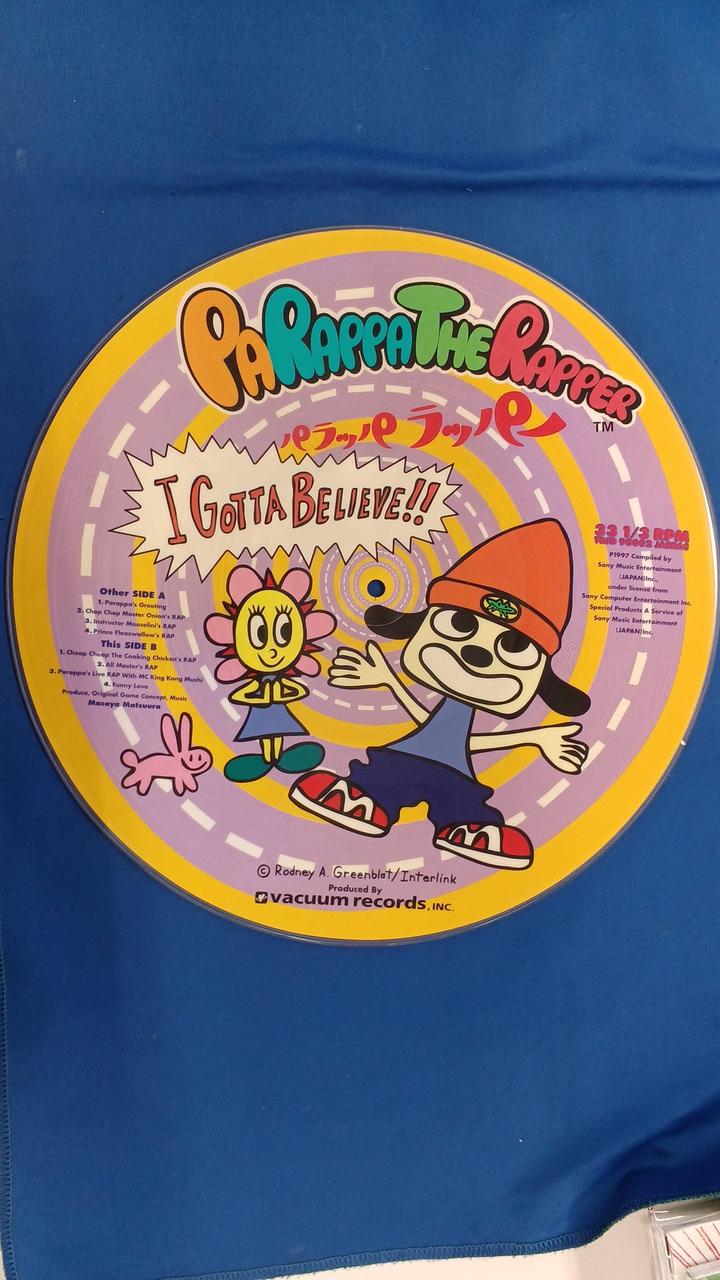 PARAPPA THE RAPPER
TM
パラッパラッパー
I GOTTA BELIEVE!!
33 1/3 RPM
P1997 Compiled by
Sony Music Entertainment
(JAPAN)Inc.,
under license from
Sony Computer Entertainment Inc.
Special Products A Service of
Sony Music Entertainment
(JAPAN)Inc.
Other SIDE A
1. Parappa's Greeting
2. Chop Chop Master Onion's RAP
3. Instructor Mooselini's RAP
4. Prince Fleaswallow's RAP
This SIDE B
1. Cheap Cheap The Cooking Chicken's RAP
2. All Master's RAP
3. Parappa's Live RAP With MC King Kong Mushi
4. Funny Love
Produce, Original Game Concept, Music
Masaya Matsuura
© Rodney A. Greenblat/Interlink
Produced By
vacuum records, INC.